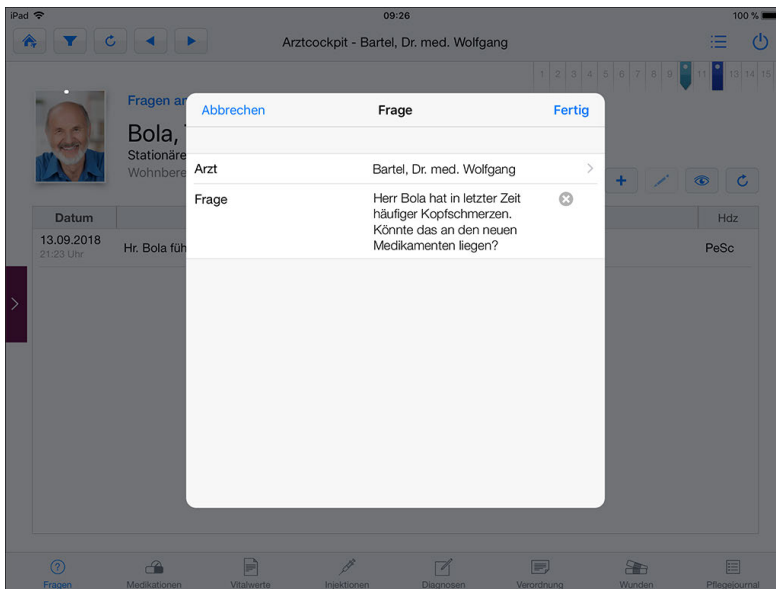 iPad 09:26 100 %
Arztcockpit - Bartel, Dr. med. Wolfgang
1 2 3 4 5 6 7 8 9 11 13 14 15
Fragen an
Bola,
Stationäre
Wohnbere
Abbrechen Frage Fertig
Arzt Bartel, Dr. med. Wolfgang
Frage Herr Bola hat in letzter Zeit
häufiger Kopfschmerzen.
Könnte das an den neuen
Medikamenten liegen?
Datum Hdz
13.09.2018
21:23 Uhr
Hr. Bola füh PeSc
Fragen Medikationen Vitalwerte Injektionen Diagnosen Verordnung Wunden Pflegejournal